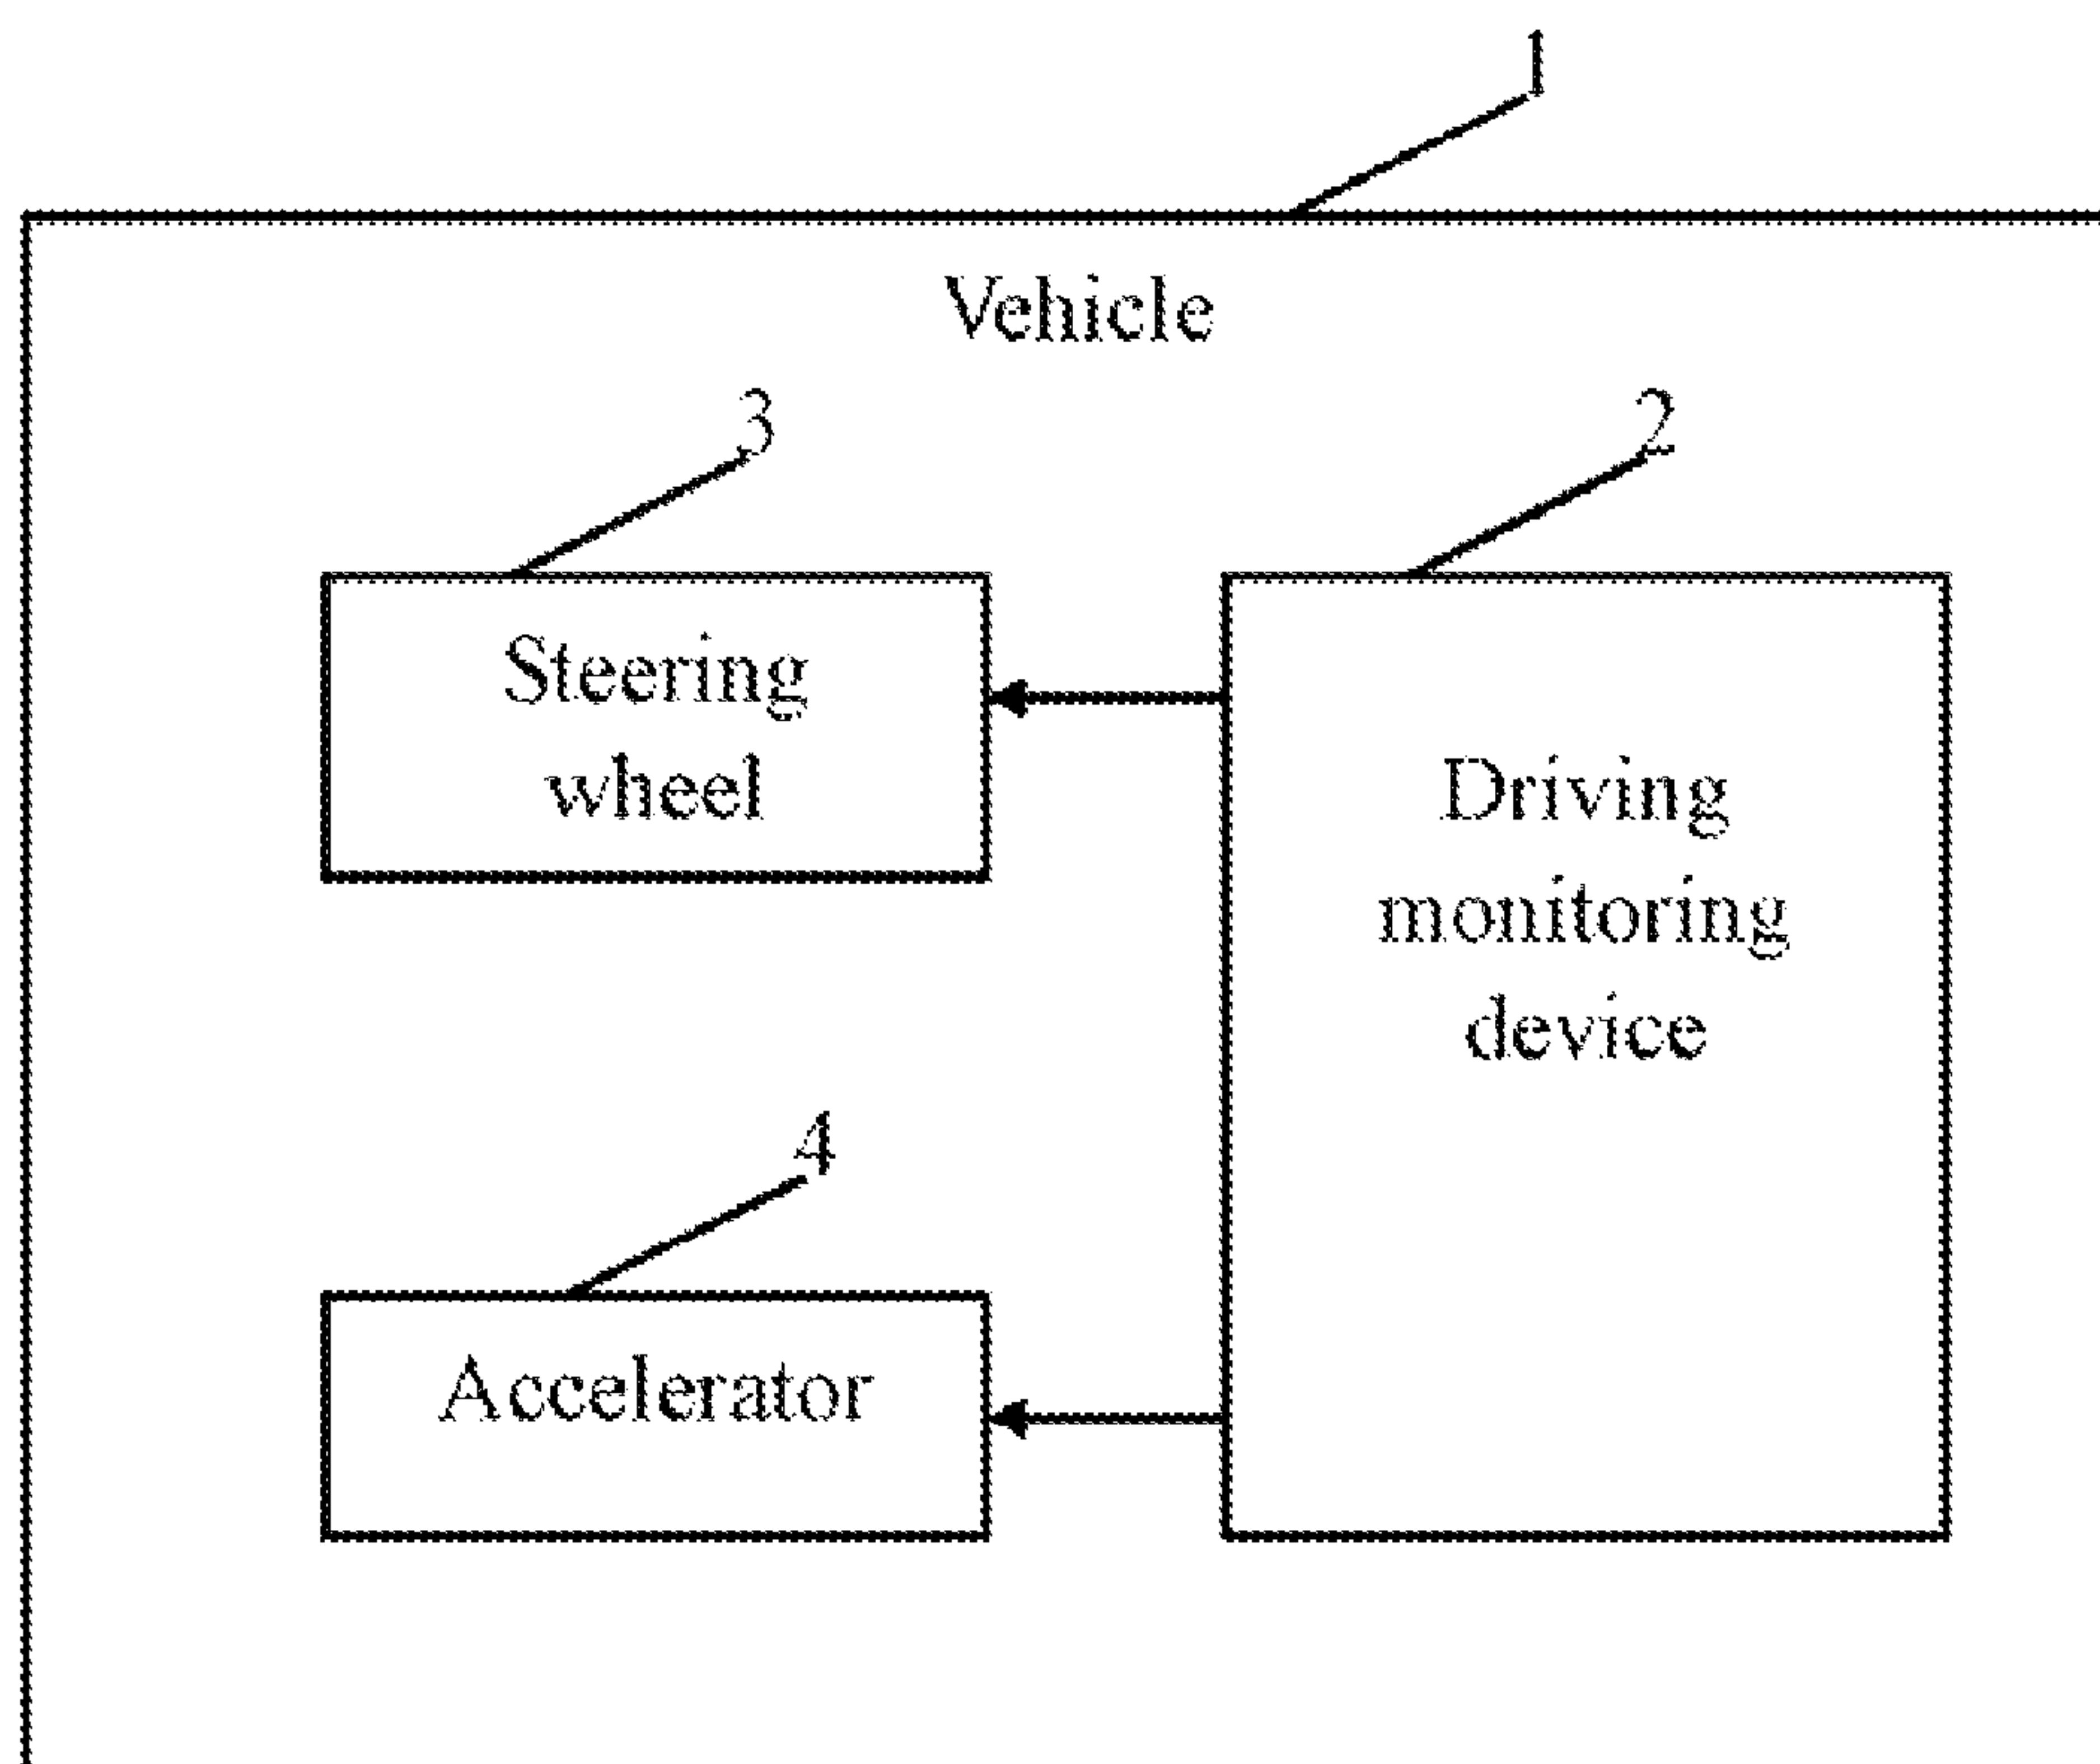 1
Vehicle
3
2
Steering
wheel
Driving
monitoring
device
4
Accelerator